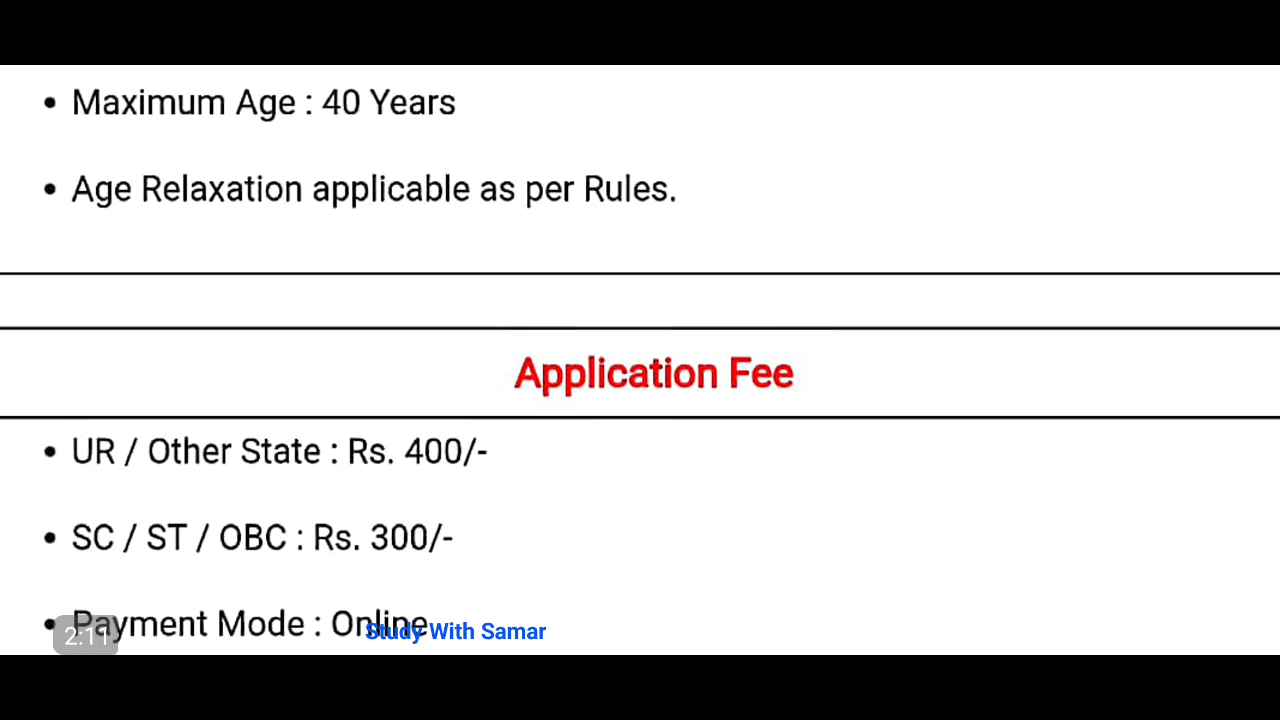 • Maximum Age : 40 Years
• Age Relaxation applicable as per Rules.
Application Fee
• UR / Other State : Rs. 400/-
• SC / ST / OBC : Rs. 300/-
• Payment Mode : Online
2:11
Study With Samar